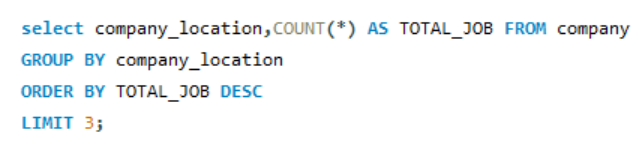 select company_location,COUNT(*) AS TOTAL_JOB FROM company
GROUP BY company_location
ORDER BY TOTAL_JOB DESC
LIMIT 3;